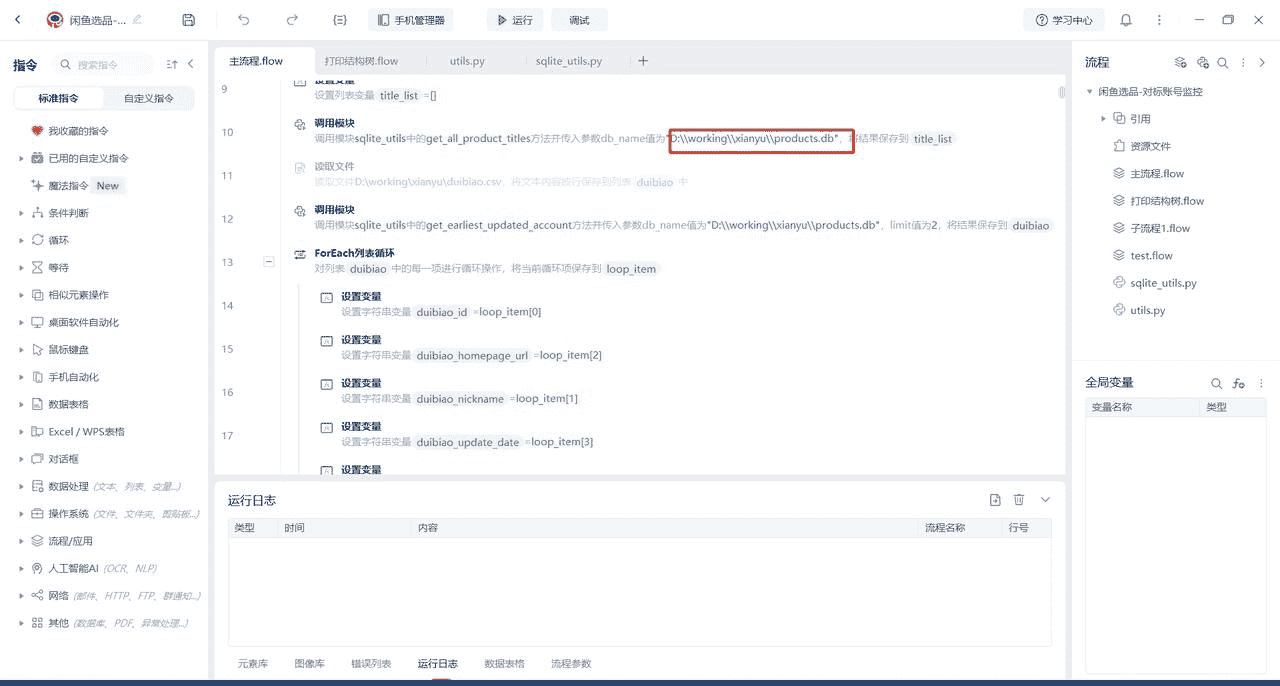 闲鱼选品-...
手机管理器
运行
调试
学习中心
指令
搜索指令
标准指令
自定义指令
我收藏的指令
已用的自定义指令
魔法指令 New
条件判断
循环
等待
相似元素操作
桌面软件自动化
鼠标键盘
手机自动化
数据表格
Excel / WPS表格
对话框
数据处理 (文本、列表、变量...)
操作系统 (文件、文件夹、剪贴板...)
流程/应用
人工智能AI (OCR、NLP)
网络 (邮件、HTTP、FTP、群通知...)
其他 (数据库、PDF、异常处理...)
主流程.flow
打印结构树.flow
utils.py
sqlite_utils.py
9
设置变量
设置列表变量 title_list =[]
10
调用模块
调用模块sqlite_utils中的get_all_product_titles方法并传入参数db_name值为"D:\\working\\xianyu\\products.db"，将结果保存到 title_list
11
读取文件
读取文件D:\working\xianyu\duibiao.csv，将文本内容按行保存到列表 duibiao 中
12
调用模块
调用模块sqlite_utils中的get_earliest_updated_account方法并传入参数db_name值为"D:\\working\\xianyu\\products.db"，limit值为2，将结果保存到 duibiao
13
ForEach列表循环
对列表 duibiao 中的每一项进行循环操作，将当前循环项保存到 loop_item
14
设置变量
设置字符串变量 duibiao_id =loop_item[0]
15
设置变量
设置字符串变量 duibiao_homepage_url =loop_item[2]
16
设置变量
设置字符串变量 duibiao_nickname =loop_item[1]
17
设置变量
设置字符串变量 duibiao_update_date =loop_item[3]
设置变量
运行日志
类型
时间
内容
流程名称
行号
元素库
图像库
错误列表
运行日志
数据表格
流程参数
流程
闲鱼选品-对标账号监控
引用
资源文件
主流程.flow
打印结构树.flow
子流程1.flow
test.flow
sqlite_utils.py
utils.py
全局变量
变量名称
类型